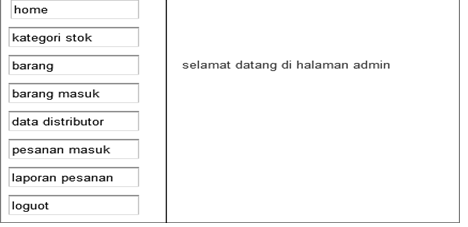 home
kategori stok
barang
barang masuk
data distributor
pesanan masuk
laporan pesanan
loguot
selamat datang di halaman admin